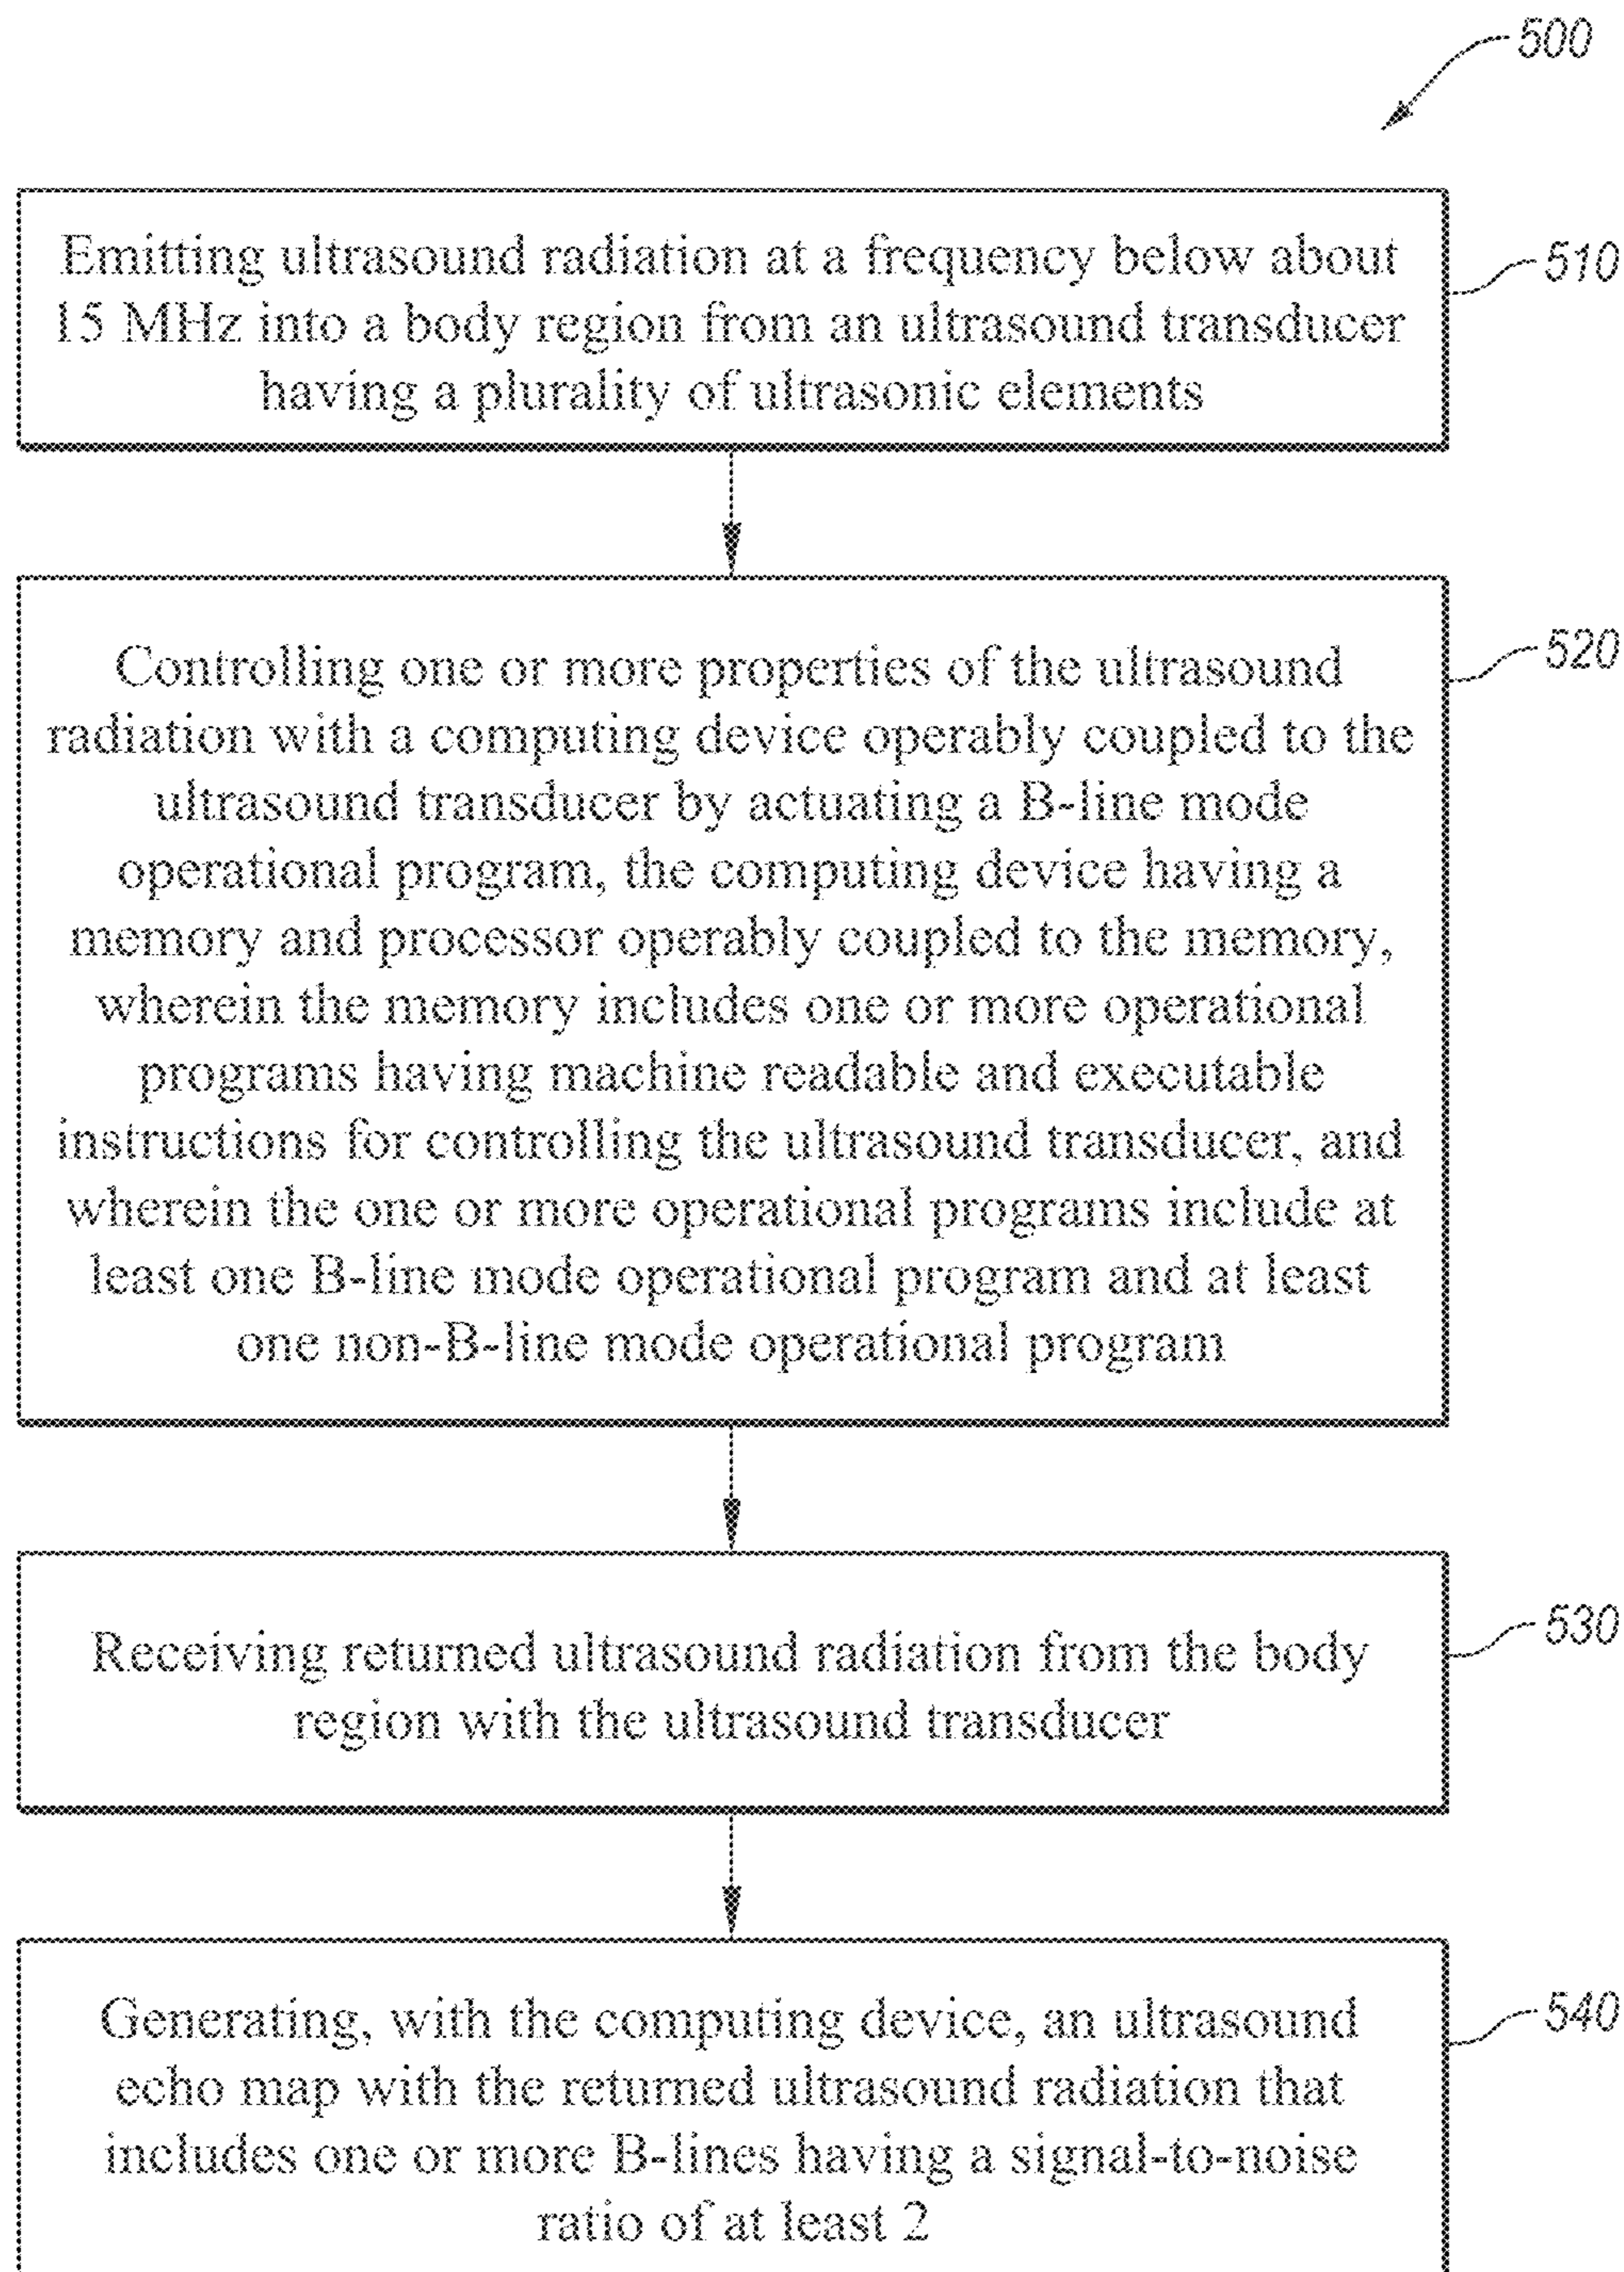 500
Emitting ultrasound radiation at a frequency below about
15 MHz into a body region from an ultrasound transducer
having a plurality of ultrasonic elements
510
Controlling one or more properties of the ultrasound
radiation with a computing device operably coupled to the
ultrasound transducer by actuating a B-line mode
operational program, the computing device having a
memory and processor operably coupled to the memory,
wherein the memory includes one or more operational
programs having machine readable and executable
instructions for controlling the ultrasound transducer, and
wherein the one or more operational programs include at
least one B-line mode operational program and at least
one non-B-line mode operational program
520
Receiving returned ultrasound radiation from the body
region with the ultrasound transducer
530
Generating, with the computing device, an ultrasound
echo map with the returned ultrasound radiation that
includes one or more B-lines having a signal-to-noise
ratio of at least 2
540